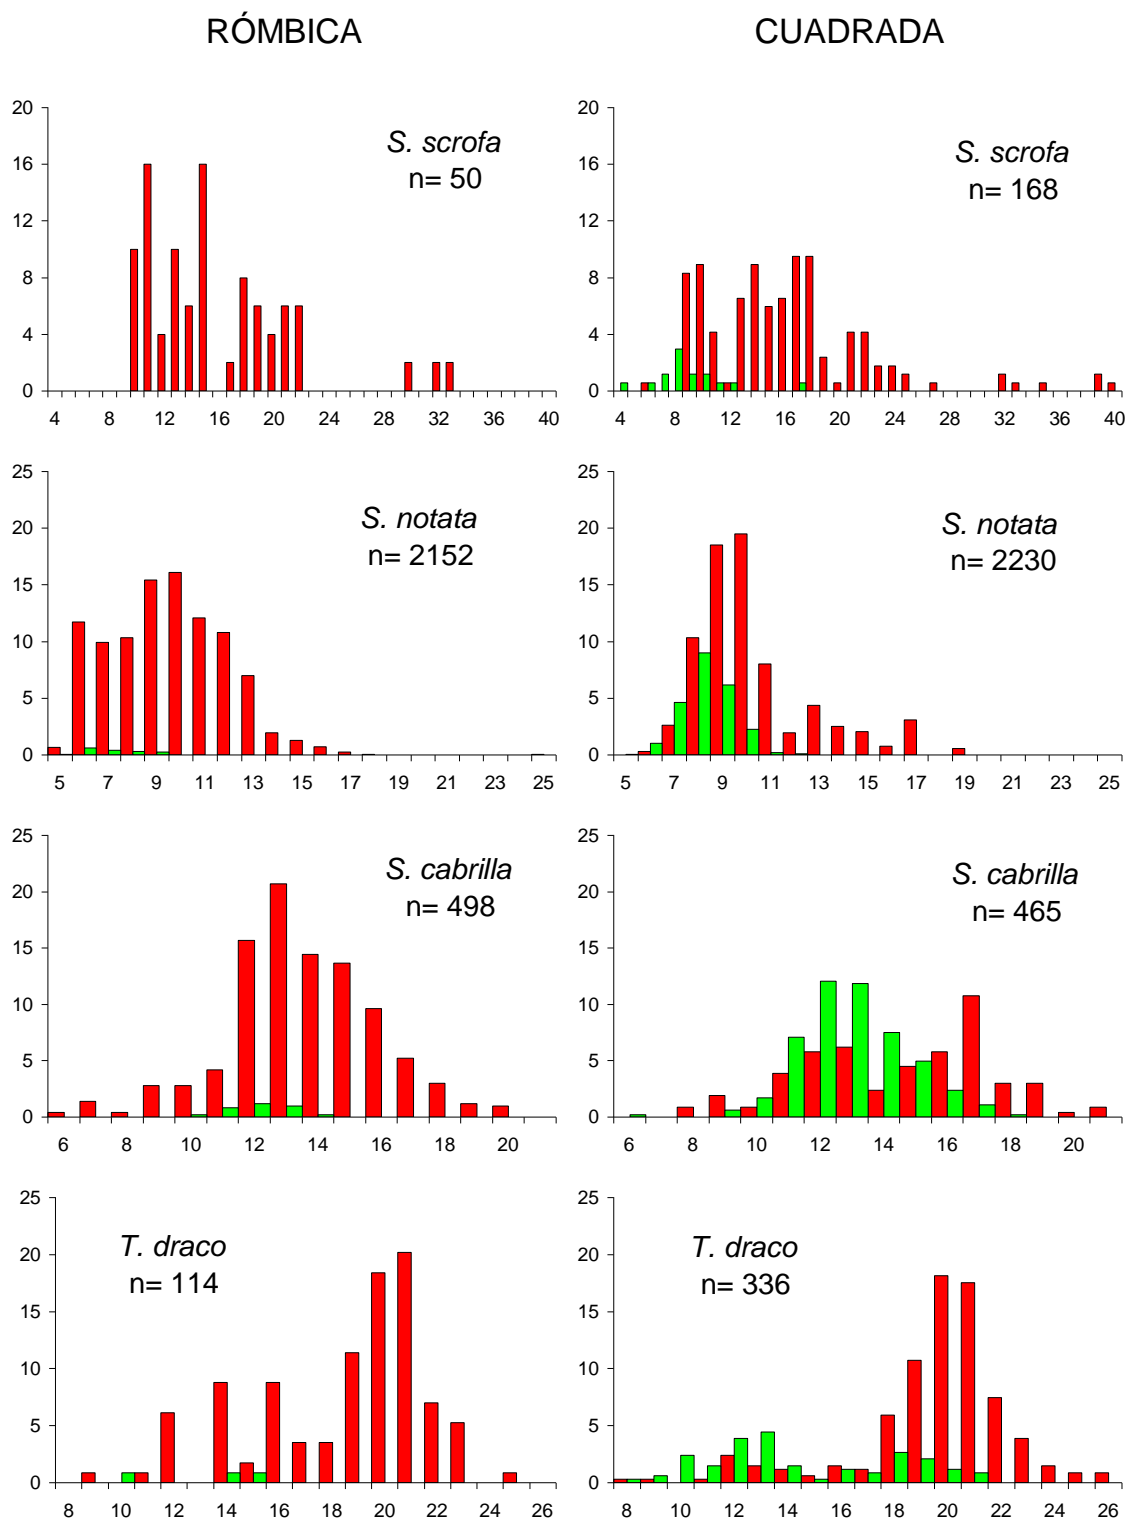 RÓMBICA
CUADRADA
20
16
12
8
4
0
S. scrofa
n= 50
4 8 12 16 20 24 28 32 36 40
20
16
12
8
4
0
S. scrofa
n= 168
4 8 12 16 20 24 28 32 36 40
25
20
15
10
5
0
S. notata
n= 2152
5 7 9 11 13 15 17 19 21 23 25
25
20
15
10
5
0
S. notata
n= 2230
5 7 9 11 13 15 17 19 21 23 25
25
20
15
10
5
0
S. cabrilla
n= 498
6 8 10 12 14 16 18 20
25
20
15
10
5
0
S. cabrilla
n= 465
6 8 10 12 14 16 18 20
25
20
15
10
5
0
T. draco
n= 114
8 10 12 14 16 18 20 22 24 26
25
20
15
10
5
0
T. draco
n= 336
8 10 12 14 16 18 20 22 24 26